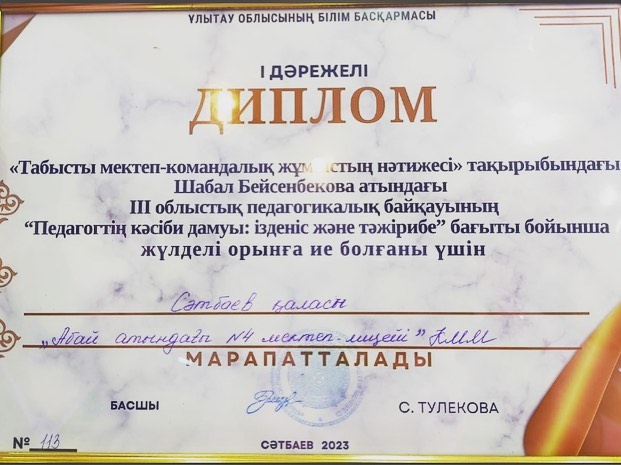 ҰЛЫТАУ ОБЛЫСЫНЫҢ БІЛІМ БАСҚАРМАСЫ
І ДӘРЕЖЕЛІ
ДИПЛОМ
«Табысты мектеп-командалық жұмыстың нәтижесі» тақырыбындағы
Шабал Бейсенбекова атындағы
ІІІ облыстық педагогикалық байқауының
“Педагогтің кәсіби дамуы: ізденіс және тәжірибе” бағыты бойынша
жүлделі орынға ие болғаны үшін
Сәтбаев қаласы
„Абай атындағы №4 мектеп-лицейі” КММ
МАРАПАТТАЛАДЫ
БАСШЫ С. ТУЛЕКОВА
№ 113
СӘТБАЕВ 2023